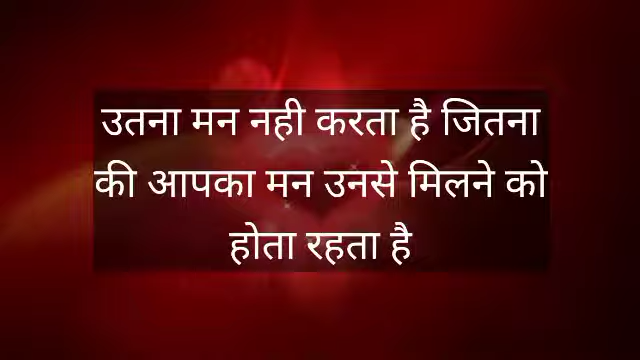 उतना मन नही करता है जितना
की आपका मन उनसे मिलने को
होता रहता है